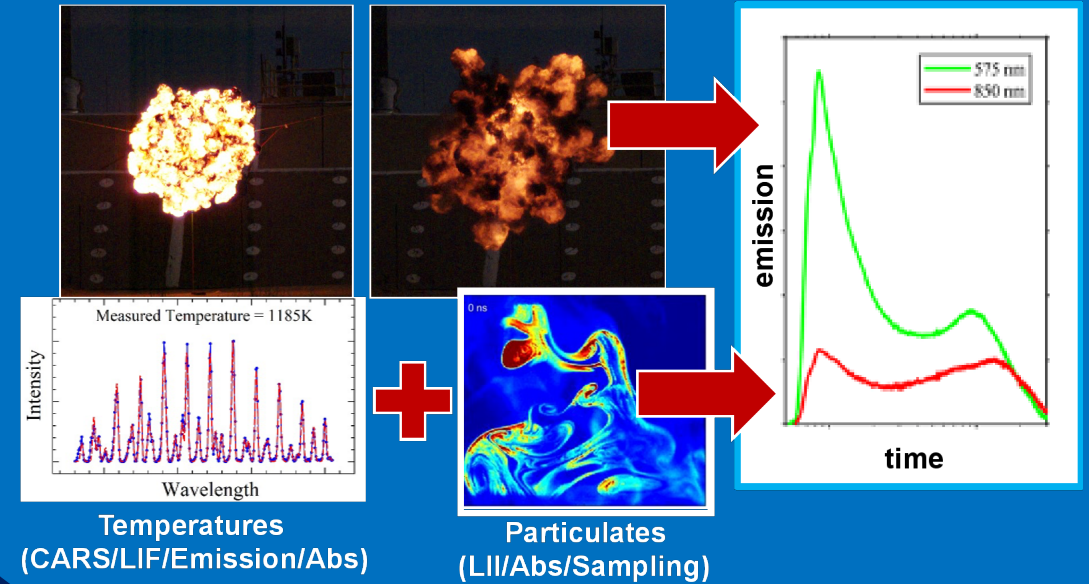 575 nm
850 nm
emission
time
Measured Temperature = 1185K
Intensity
Wavelength
0 ns
Temperatures
(CARS/LIF/Emission/Abs)
Particulates
(LII/Abs/Sampling)